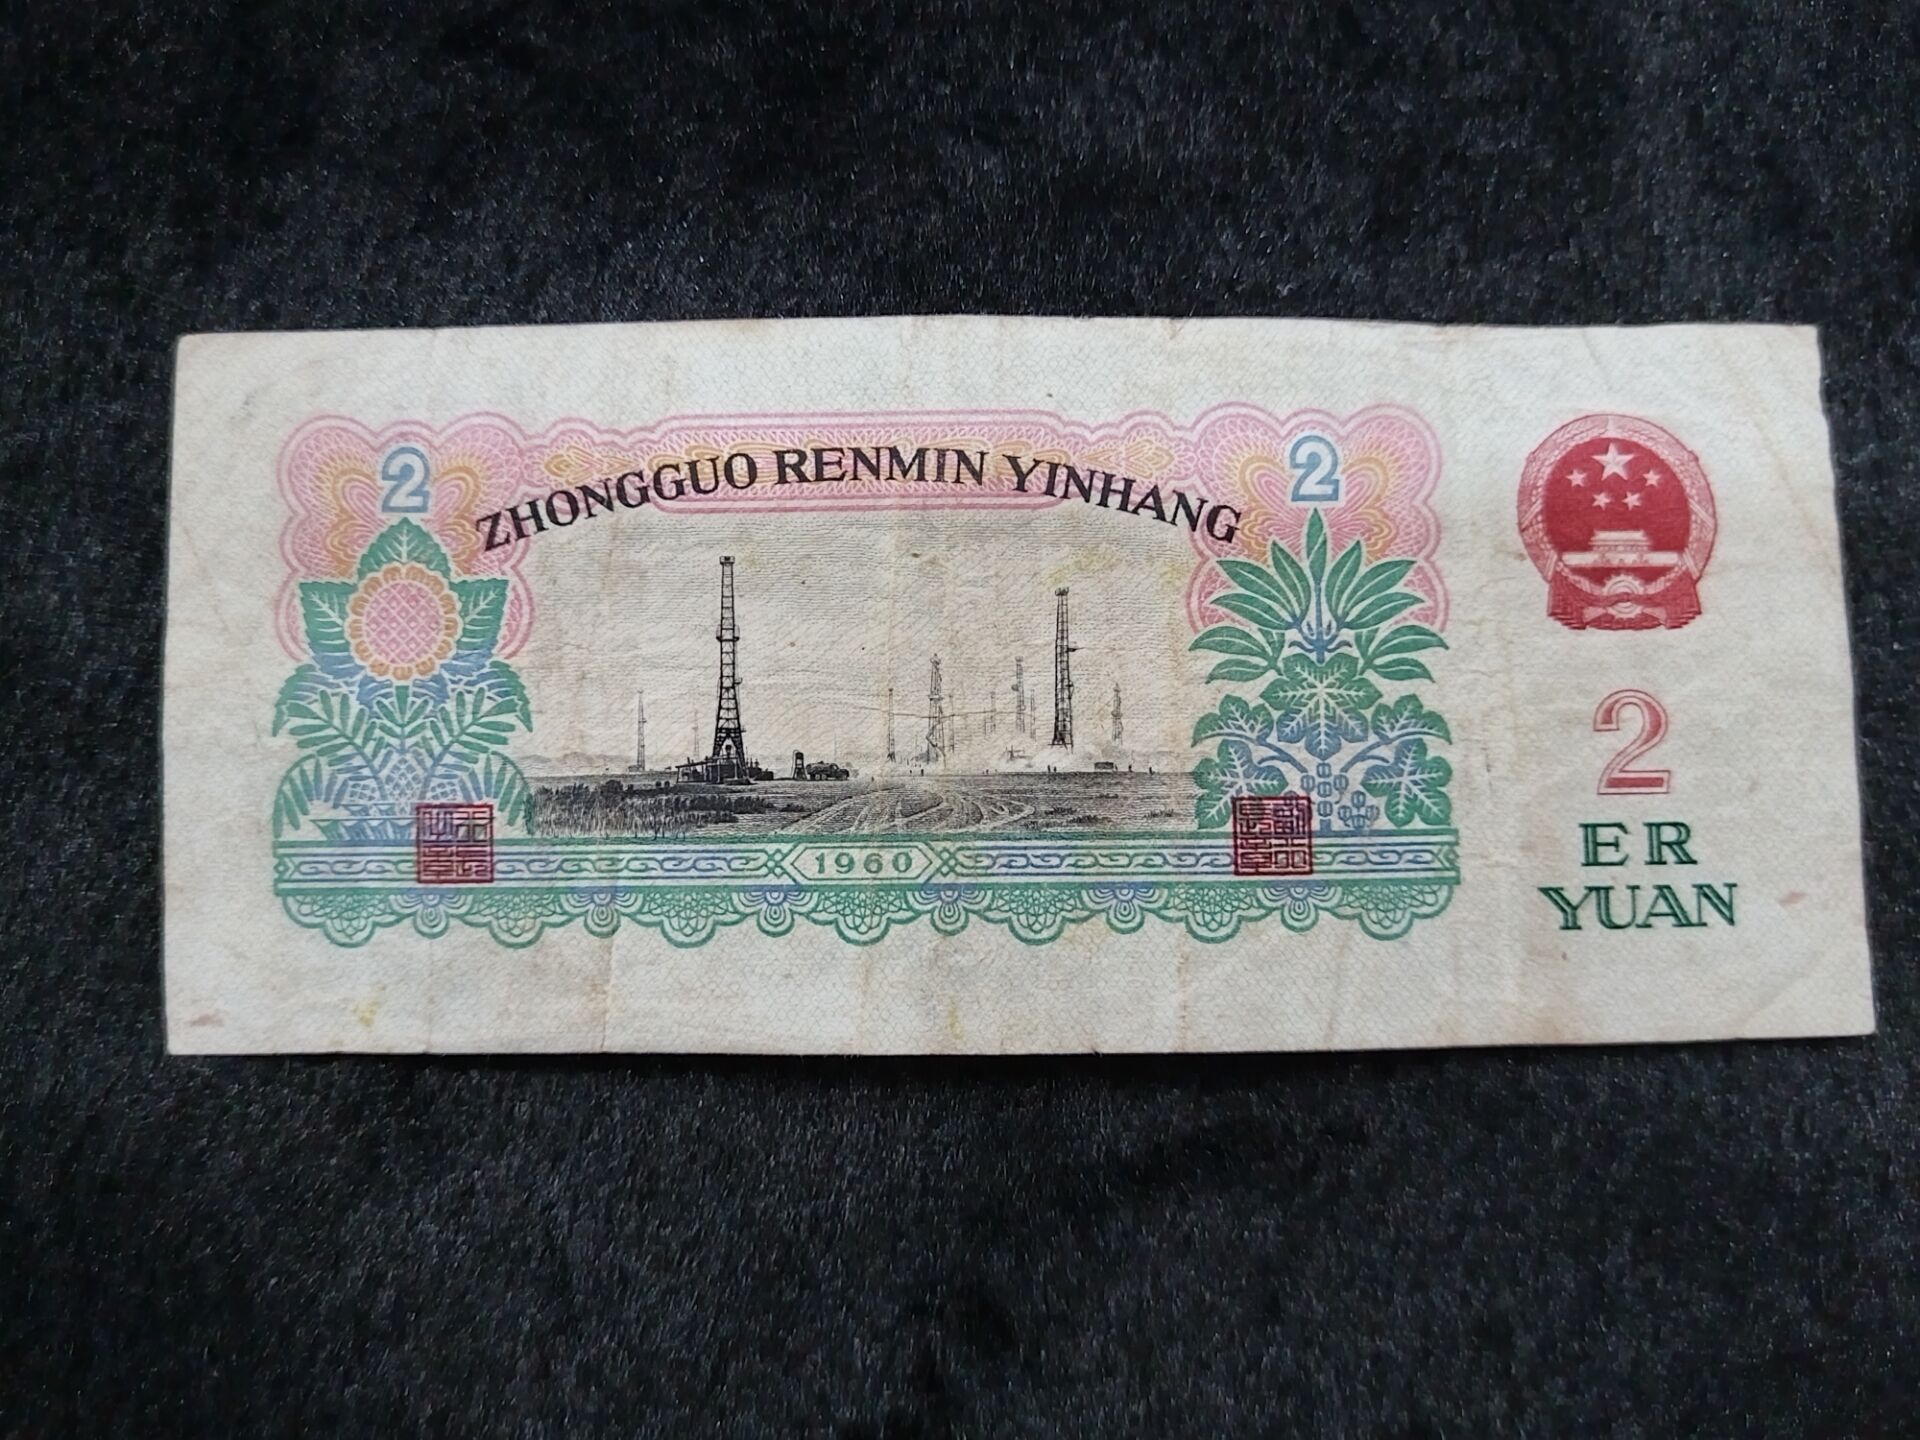 2
2
ZHONGGUO RENMIN YINHANG
1960
2
ER
YUAN